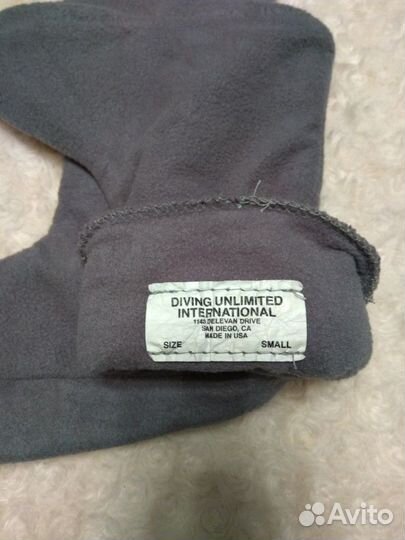 DIVING UNLIMITED
INTERNATIONAL
1148 DELEVAN DRIVE
SAN DIEGO, CA
MADE IN USA
SIZE SMALL
Avito